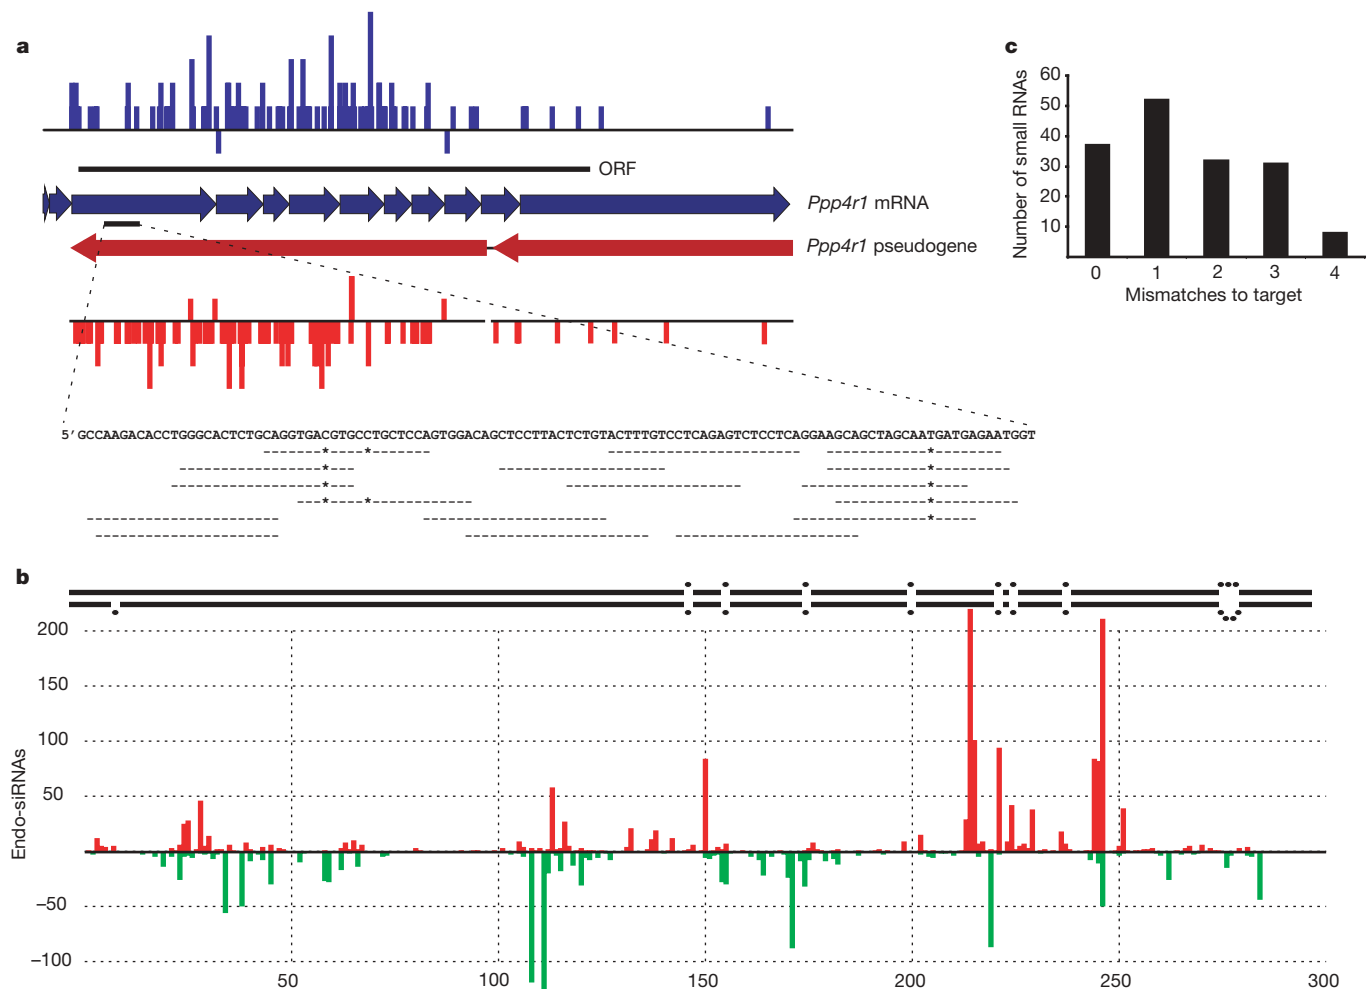 a
ORF
Ppp4r1 mRNA
Ppp4r1 pseudogene
5′GCCAAGACACCTGGGCACTCTGCAGGTGACGTGCCTGCTCCAGTGGACAGCTCCTTACTCTGTACTTTGTCCTCAGAGTCTCCTCAGGAAGCAGCTAGCAATGATGAGAATGGT
c
Number of small RNAs
60
50
40
30
20
10
0 1 2 3 4
Mismatches to target
b
Endo-siRNAs
200
150
100
50
–50
–100
50 100 150 200 250 300